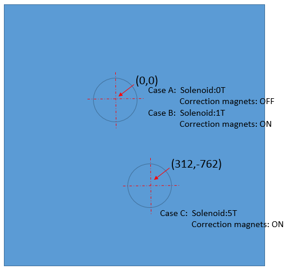 (0,0)
Case A: Solenoid:0T
Correction magnets: OFF
Case B: Solenoid:1T
Correction magnets: ON
(312,-762)
Case C: Solenoid:5T
Correction magnets: ON